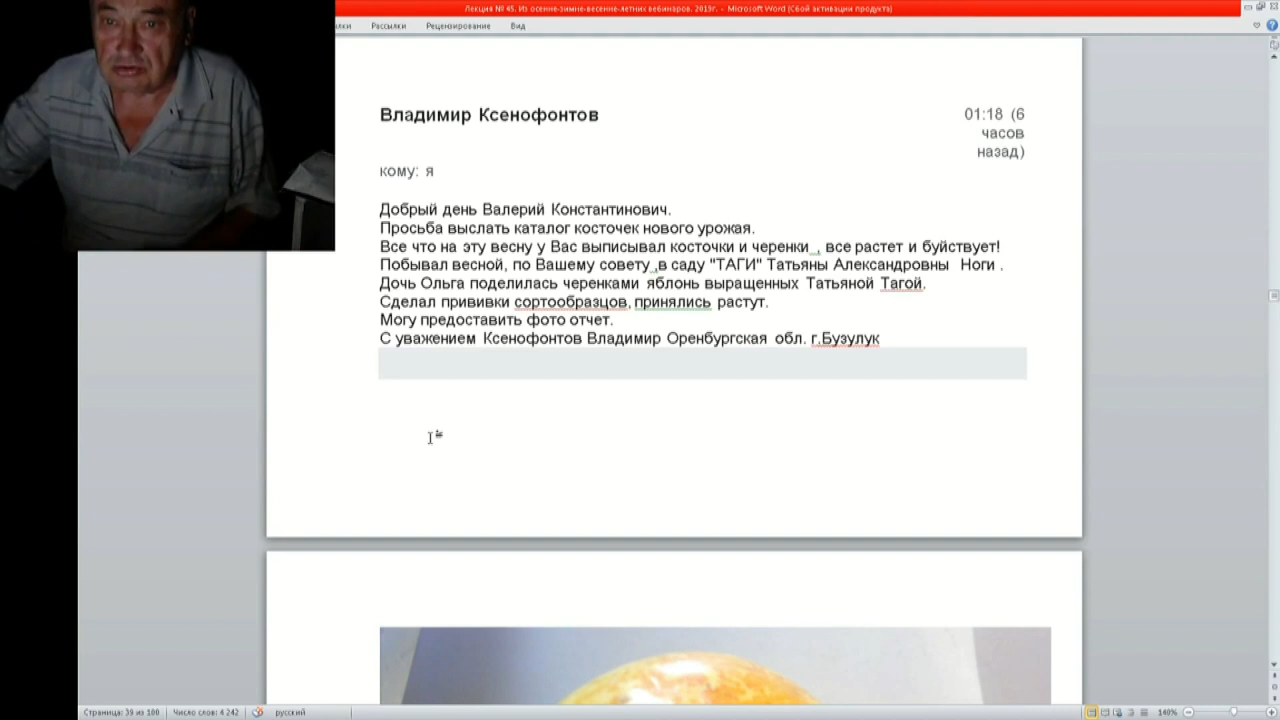 Лекция № 45. Из осенне-зимне-весенне-летних вебинаров. 2019г. - Microsoft Word (Сбой активации продукта)
Рассылки Рецензирование Вид
Владимир Ксенофонтов
01:18 (6
часов
назад)
кому: я
Добрый день Валерий Константинович.
Просьба выслать каталог косточек нового урожая.
Все что на эту весну у Вас выписывал косточки и черенки , все растет и буйствует!
Побывал весной, по Вашему совету ,в саду "ТАГИ" Татьяны Александровны Ноги .
Дочь Ольга поделилась черенками яблонь выращенных Татьяной Тагой.
Сделал прививки сортообразцов, принялись растут.
Могу предоставить фото отчет.
С уважением Ксенофонтов Владимир Оренбургская обл. г.Бузулук
Страница: 39 из 100 Число слов: 4 242 русский 140%